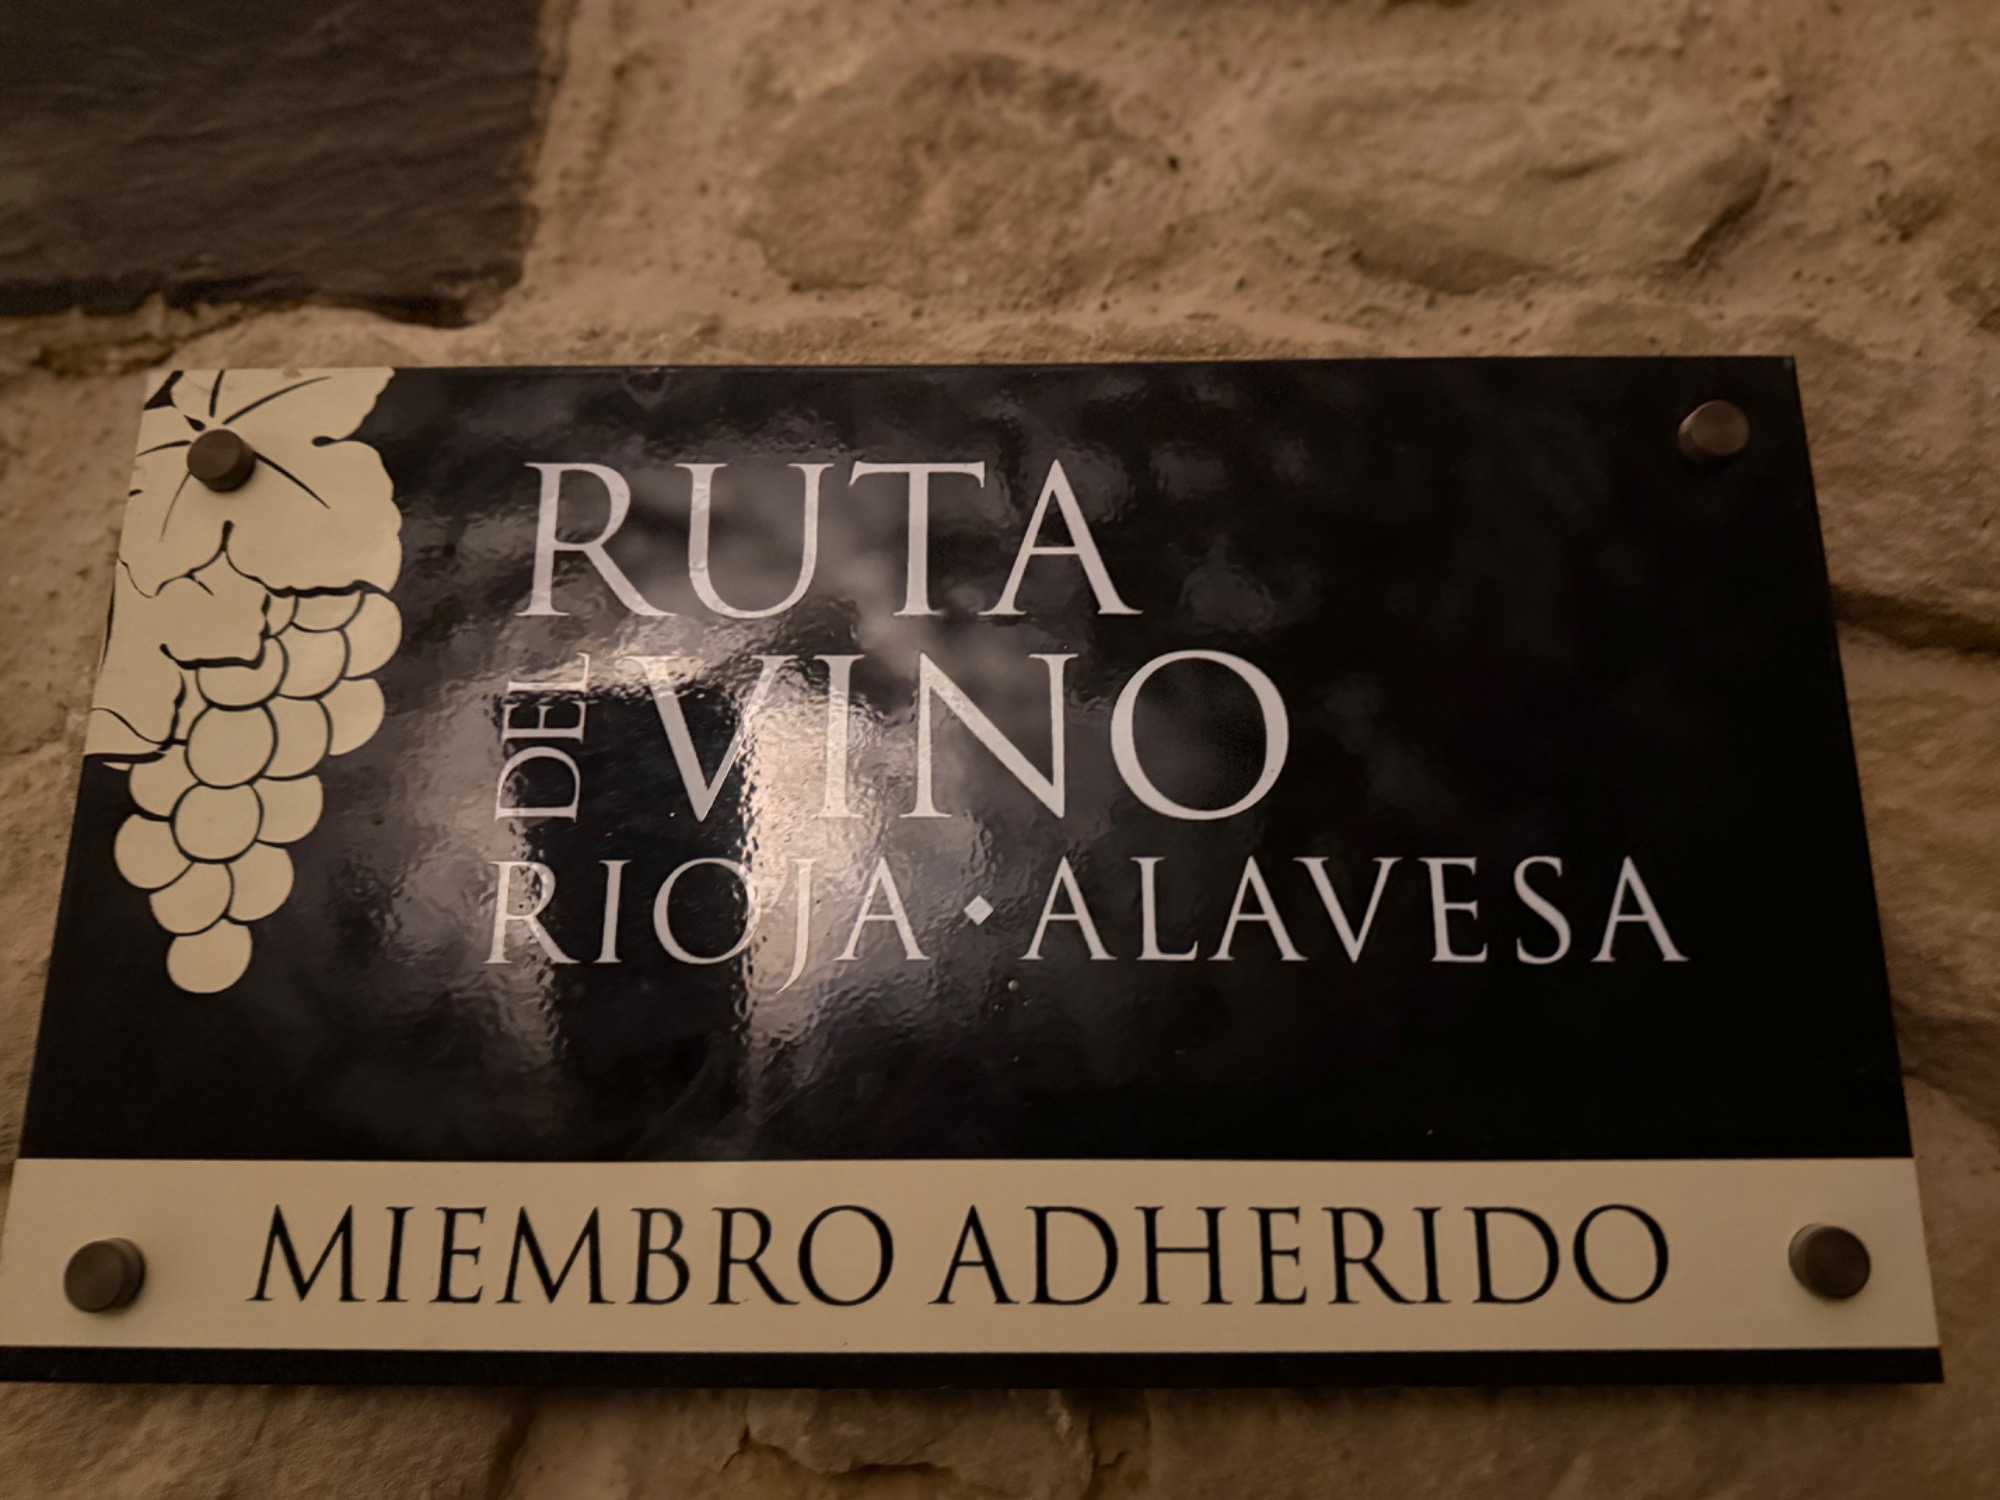 RUTA
DEL VINO
RIOJA • ALAVESA
MIEMBRO ADHERIDO